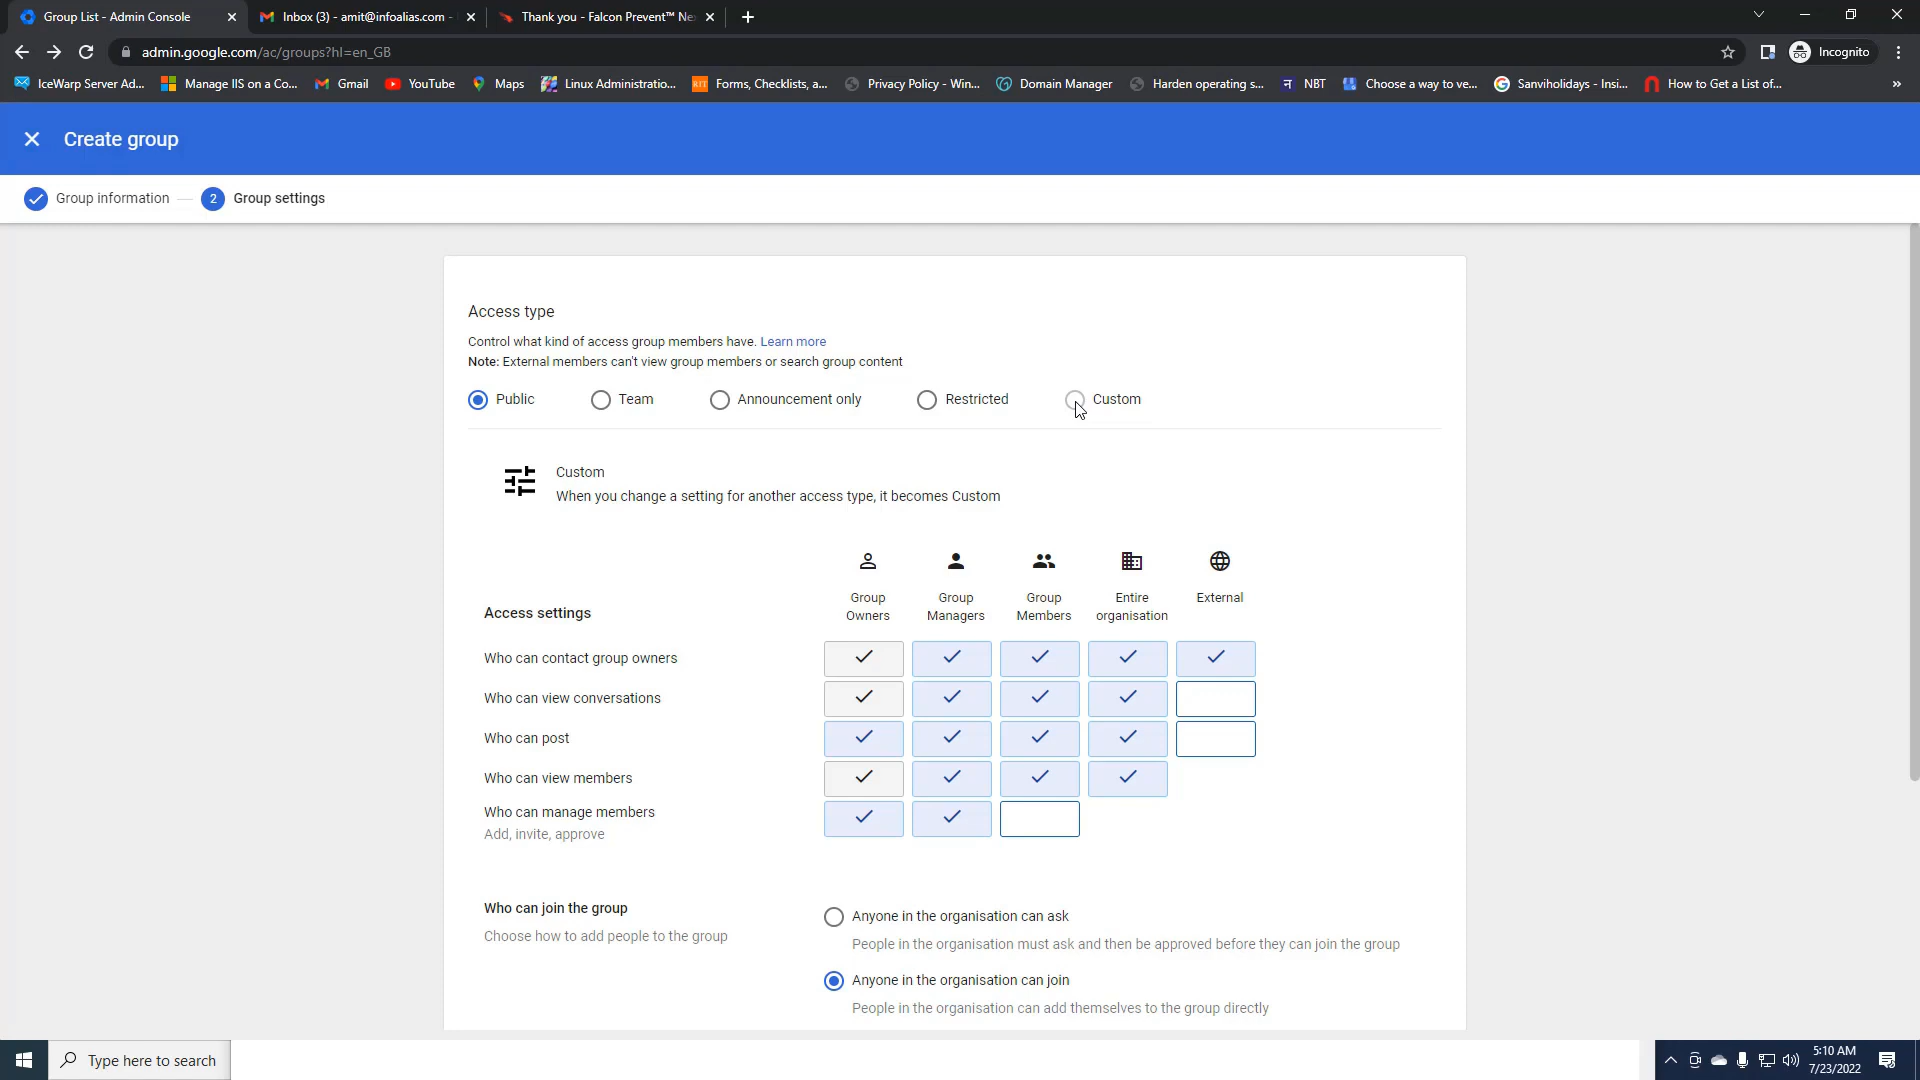 Group List - Admin Console
Inbox (3) - amit@infoalias.com -
Thank you - Falcon Prevent™ Ne
admin.google.com/ac/groups?hl=en_GB
Incognito
IceWarp Server Ad...
Manage IIS on a Co...
Gmail
YouTube
Maps
Linux Administratio...
Forms, Checklists, a...
Privacy Policy - Win...
Domain Manager
Harden operating s...
NBT
Choose a way to ve...
Sanviholidays - Insi...
How to Get a List of...
»
Create group
Group information
2 Group settings
Access type
Control what kind of access group members have. Learn more
Note: External members can't view group members or search group content
Public
Team
Announcement only
Restricted
Custom
Custom
When you change a setting for another access type, it becomes Custom
Access settings
Group Owners
Group Managers
Group Members
Entire organisation
External
Who can contact group owners
Who can view conversations
Who can post
Who can view members
Who can manage members
Add, invite, approve
Who can join the group
Choose how to add people to the group
Anyone in the organisation can ask
People in the organisation must ask and then be approved before they can join the group
Anyone in the organisation can join
People in the organisation can add themselves to the group directly
Type here to search
5:10 AM
7/23/2022